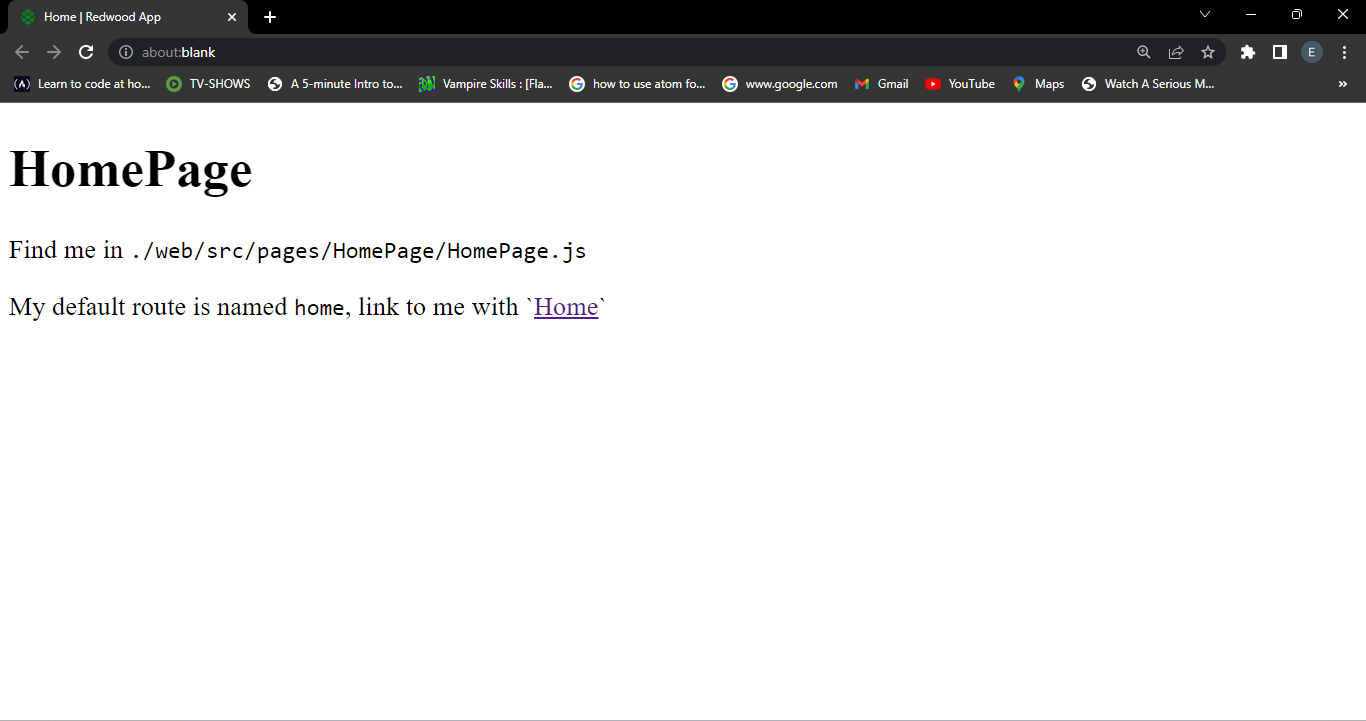 Home | Redwood App
about:blank
E
Learn to code at ho... TV-SHOWS A 5-minute Intro to... Vampire Skills : [Fla... how to use atom fo... www.google.com Gmail YouTube Maps Watch A Serious M... »
HomePage
Find me in ./web/src/pages/HomePage/HomePage.js
My default route is named home, link to me with `Home`